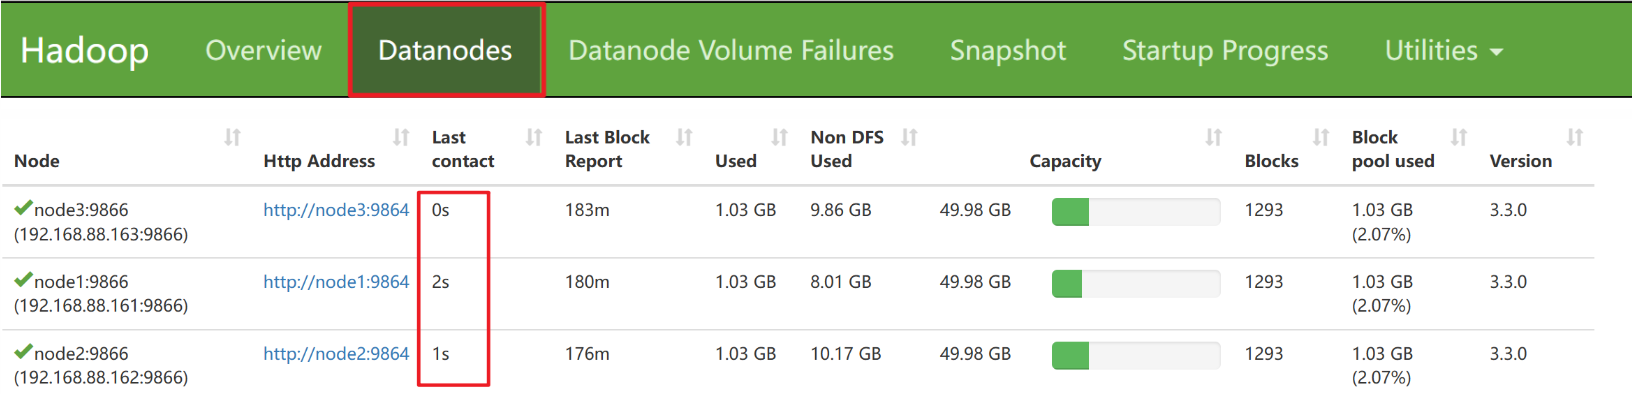 Hadoop Overview Datanodes Datanode Volume Failures Snapshot Startup Progress Utilities
Node Http Address Last contact Last Block Report Used Non DFS Used Capacity Blocks Block pool used Version
node3:9866 http://node3:9864 0s 183m 1.03 GB 9.86 GB 49.98 GB 1293 1.03 GB 3.3.0
(192.168.88.163:9866) (2.07%)
node1:9866 http://node1:9864 2s 180m 1.03 GB 8.01 GB 49.98 GB 1293 1.03 GB 3.3.0
(192.168.88.161:9866) (2.07%)
node2:9866 http://node2:9864 1s 176m 1.03 GB 10.17 GB 49.98 GB 1293 1.03 GB 3.3.0
(192.168.88.162:9866) (2.07%)